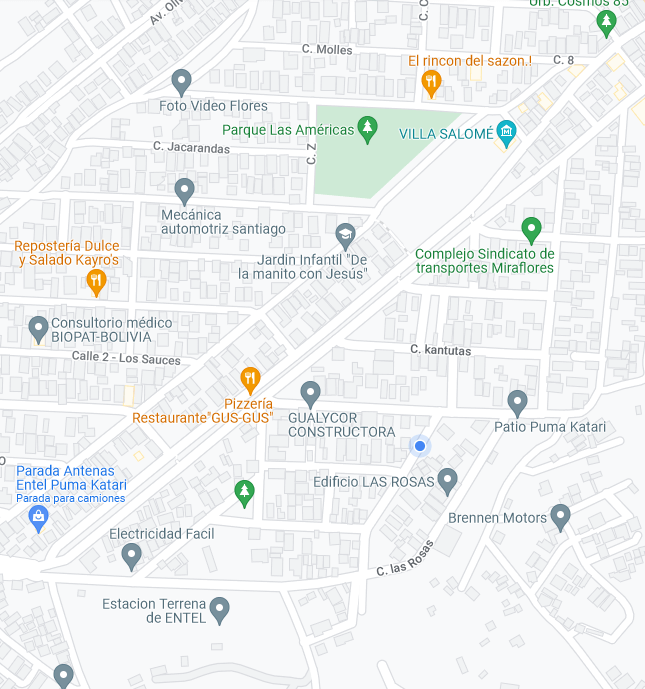 Urb. Cosmos 85
Av. Oliv
C. C
C. Molles
C. 8
El rincon del sazon.!
Foto Video Flores
Parque Las Américas
VILLA SALOMÉ
C. Jacarandas
C. Z
Mecánica
automotriz santiago
Repostería Dulce
y Salado Kayro's
Jardin Infantil "De
la manito con Jesús"
Complejo Sindicato de
transportes Miraflores
Consultorio médico
BIOPAT-BOLIVIA
Calle 2 - Los Sauces
C. kantutas
Pizzería
Restaurante"GUS-GUS"
GUALYCOR
CONSTRUCTORA
Patio Puma Katari
Parada Antenas
Entel Puma Katari
Parada para camiones
Edificio LAS ROSAS
Brennen Motors
Electricidad Facil
C. las Rosas
Estacion Terrena
de ENTEL